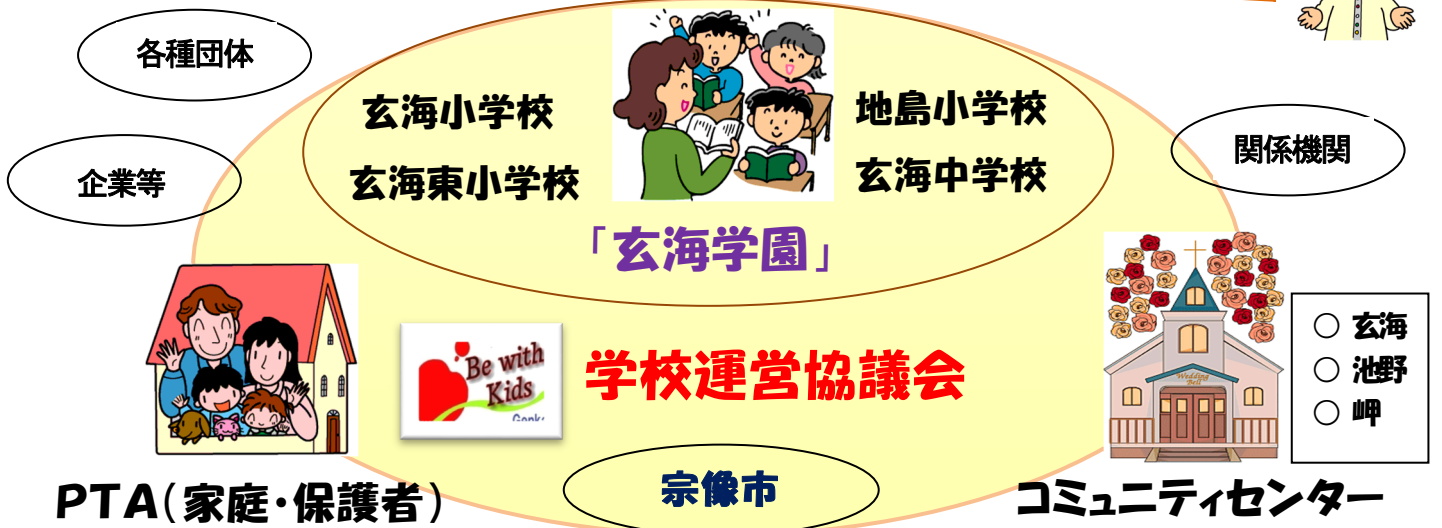 各種団体
企業等
玄海小学校
玄海東小学校
地島小学校
玄海中学校
「玄海学園」
関係機関
Be with
Kids
学校運営協議会
Wedding
Bell
○ 玄海
○ 池野
○ 岬
宗像市
PTA(家庭・保護者)
コミュニティセンター